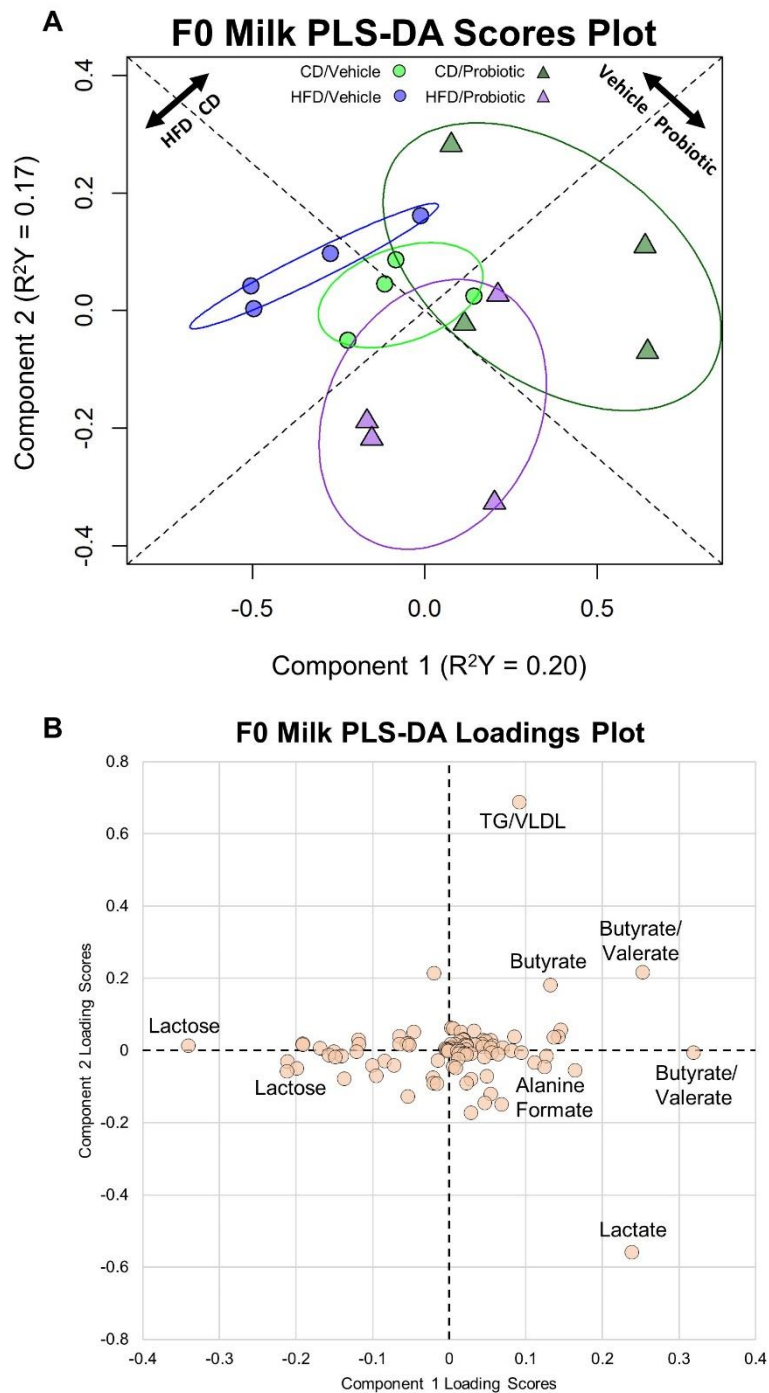 A
F0 Milk PLS-DA Scores Plot
CD/Vehicle CD/Probiotic
HFD/Vehicle HFD/Probiotic
HFD CD
Vehicle Probiotic
0.4
0.2
0.0
-0.2
-0.4
Component 2 (R²Y = 0.17)
-0.5 0.0 0.5
Component 1 (R²Y = 0.20)
B
F0 Milk PLS-DA Loadings Plot
0.8
TG/VLDL
0.6
0.4
Butyrate/
Valerate
Butyrate
0.2
Lactose
0
Lactose
Alanine
Formate
Butyrate/
Valerate
-0.2
-0.4
Lactate
-0.6
-0.8
Component 2 Loading Scores
-0.4 -0.3 -0.2 -0.1 0 0.1 0.2 0.3 0.4
Component 1 Loading Scores